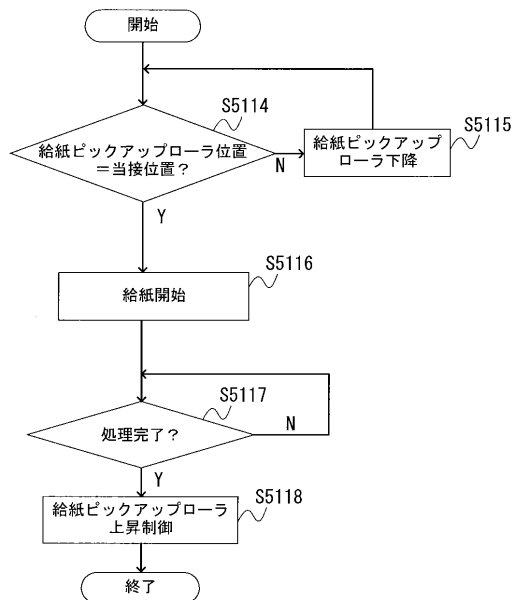 開始
S5114
給紙ピックアップローラ位置
＝当接位置？
N
S5115
給紙ピックアップ
ローラ下降
Y
S5116
給紙開始
S5117
処理完了？
N
Y
S5118
給紙ピックアップローラ
上昇制御
終了